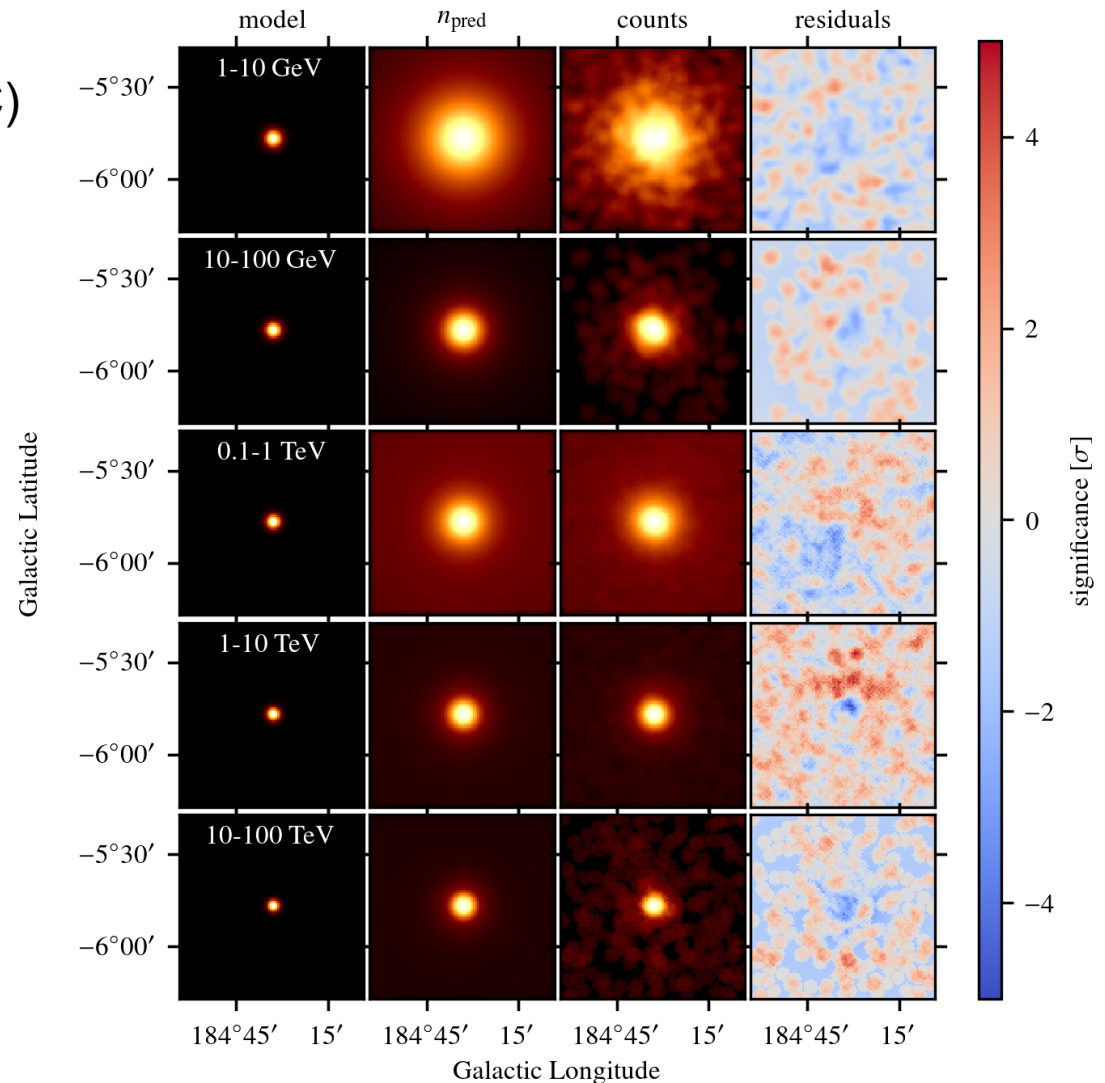 model n_pred counts residuals
1-10 GeV
−5°30′
−6°00′
10-100 GeV
−5°30′
−6°00′
0.1-1 TeV
−5°30′
−6°00′
1-10 TeV
−5°30′
−6°00′
10-100 TeV
−5°30′
−6°00′
184°45′ 15′ 184°45′ 15′ 184°45′ 15′ 184°45′ 15′
Galactic Longitude
Galactic Latitude
4
2
0
−2
−4
significance [σ]